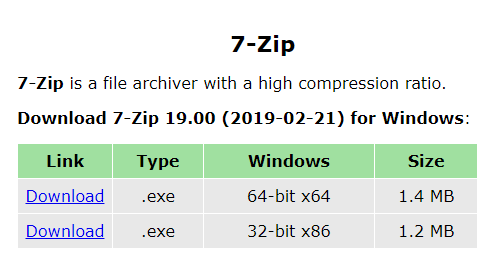 7-Zip
7-Zip is a file archiver with a high compression ratio.
Download 7-Zip 19.00 (2019-02-21) for Windows:
Link Type Windows Size
Download .exe 64-bit x64 1.4 MB
Download .exe 32-bit x86 1.2 MB